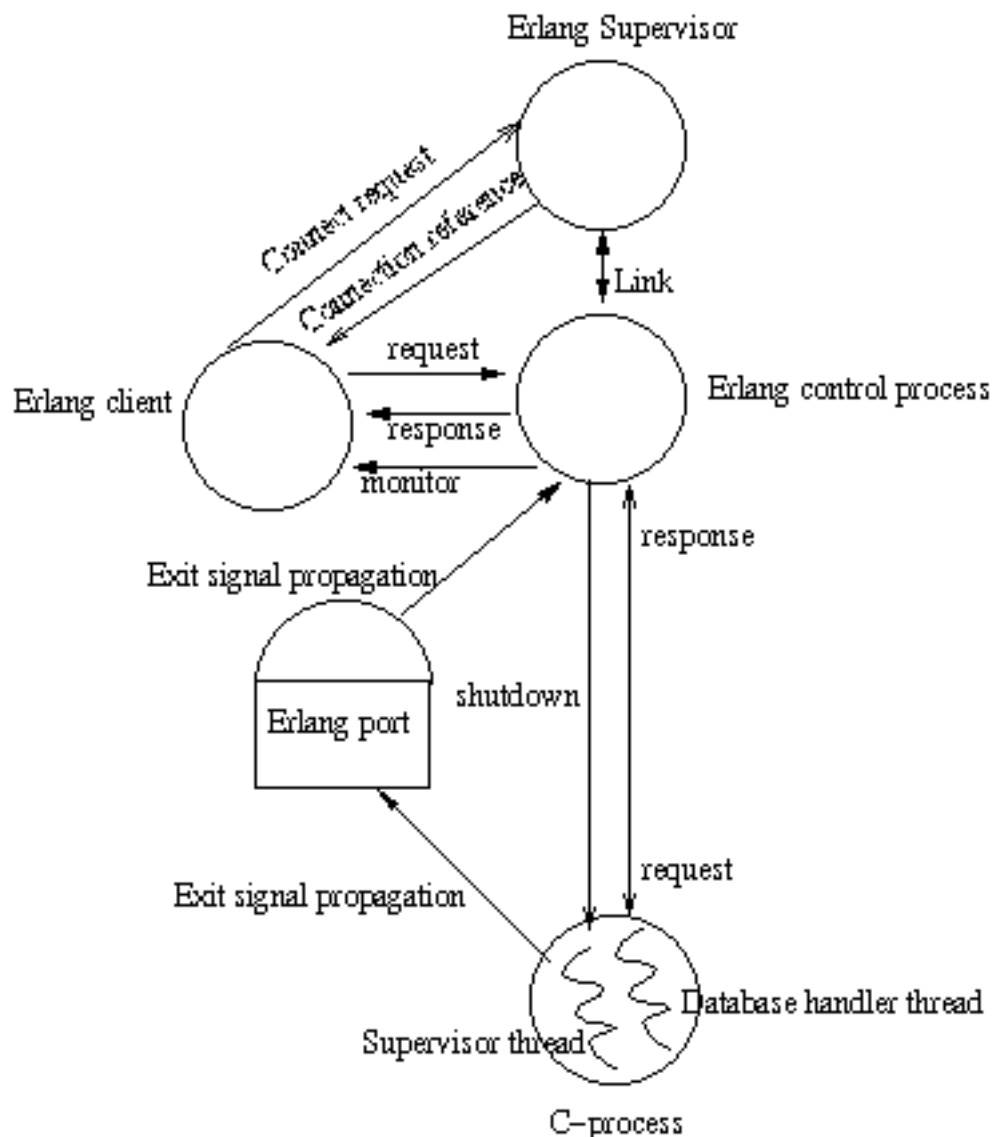 Erlang Supervisor
Connect request
Connection reference
Link
request
Erlang client
Erlang control process
response
monitor
response
Exit signal propagation
shutdown
Erlang port
request
Exit signal propagation
Database handler thread
Supervisor thread
C-process